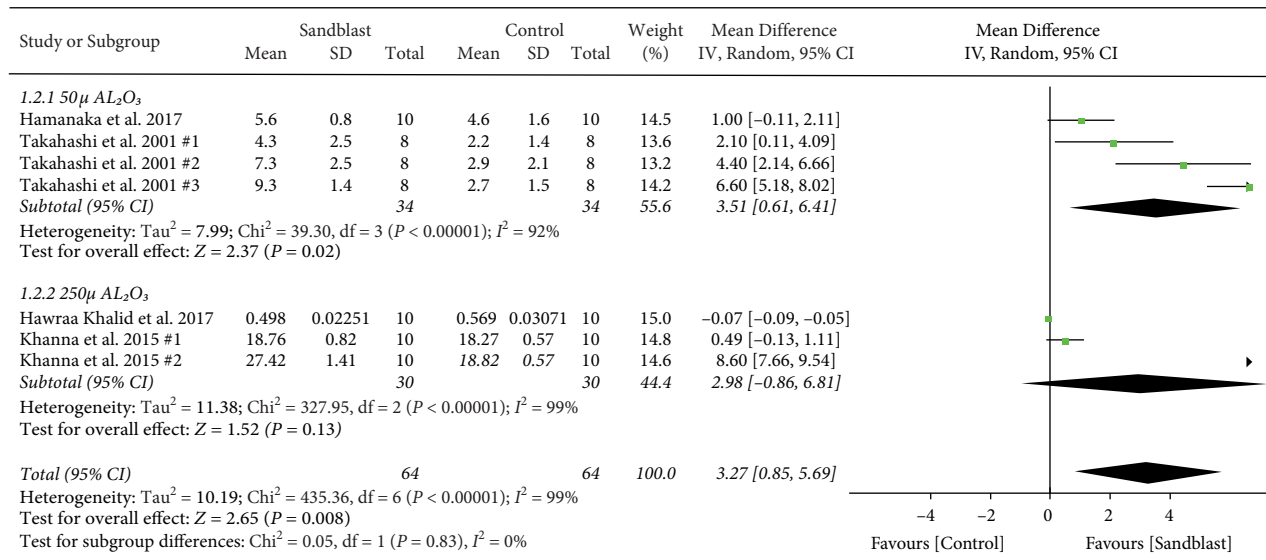 Study or Subgroup Sandblast Control Weight (%) Mean Difference IV, Random, 95% CI Mean Difference IV, Random, 95% CI
Mean SD Total Mean SD Total
1.2.1 50μ AL₂O₃
Hamanaka et al. 2017 5.6 0.8 10 4.6 1.6 10 14.5 1.00 [−0.11, 2.11]
Takahashi et al. 2001 #1 4.3 2.5 8 2.2 1.4 8 13.6 2.10 [0.11, 4.09]
Takahashi et al. 2001 #2 7.3 2.5 8 2.9 2.1 8 13.2 4.40 [2.14, 6.66]
Takahashi et al. 2001 #3 9.3 1.4 8 2.7 1.5 8 14.2 6.60 [5.18, 8.02]
Subtotal (95% CI) 34 34 55.6 3.51 [0.61, 6.41]
Heterogeneity: Tau² = 7.99; Chi² = 39.30, df = 3 (P < 0.00001); I² = 92%
Test for overall effect: Z = 2.37 (P = 0.02)
1.2.2 250μ AL₂O₃
Hawraa Khalid et al. 2017 0.498 0.02251 10 0.569 0.03071 10 15.0 −0.07 [−0.09, −0.05]
Khanna et al. 2015 #1 18.76 0.82 10 18.27 0.57 10 14.8 0.49 [−0.13, 1.11]
Khanna et al. 2015 #2 27.42 1.41 10 18.82 0.57 10 14.6 8.60 [7.66, 9.54]
Subtotal (95% CI) 30 30 44.4 2.98 [−0.86, 6.81]
Heterogeneity: Tau² = 11.38; Chi² = 327.95, df = 2 (P < 0.00001); I² = 99%
Test for overall effect: Z = 1.52 (P = 0.13)
Total (95% CI) 64 64 100.0 3.27 [0.85, 5.69]
Heterogeneity: Tau² = 10.19; Chi² = 435.36, df = 6 (P < 0.00001); I² = 99%
Test for overall effect: Z = 2.65 (P = 0.008)
Test for subgroup differences: Chi² = 0.05, df = 1 (P = 0.83), I² = 0%
−4 −2 0 2 4
Favours [Control] Favours [Sandblast]